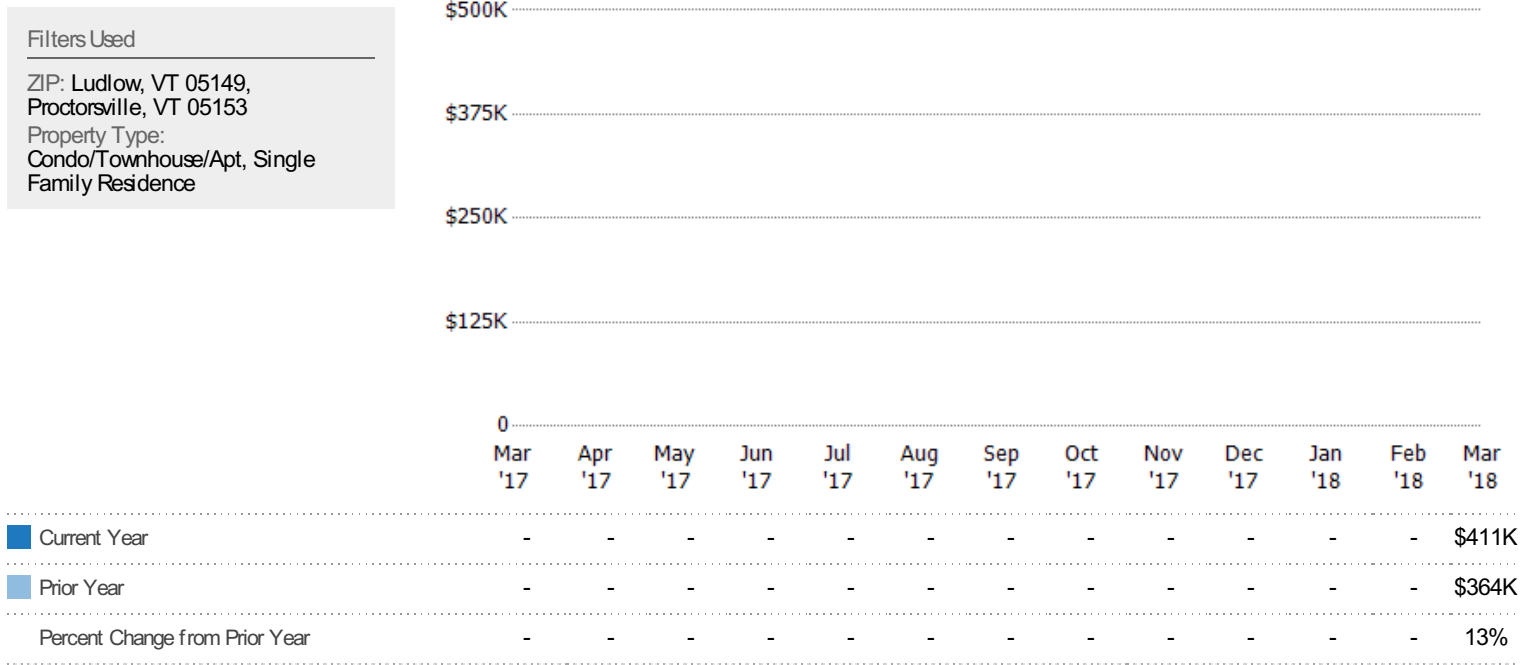 Filters Used
ZIP: Ludlow, VT 05149,
Proctorsville, VT 05153
Property Type:
Condo/Townhouse/Apt, Single
Family Residence
$500K
$375K
$250K
$125K
0
Mar Apr May Jun Jul Aug Sep Oct Nov Dec Jan Feb Mar
'17 '17 '17 '17 '17 '17 '17 '17 '17 '17 '18 '18 '18
Current Year - - - - - - - - - - - - $411K
Prior Year - - - - - - - - - - - - $364K
Percent Change from Prior Year - - - - - - - - - - - - 13%